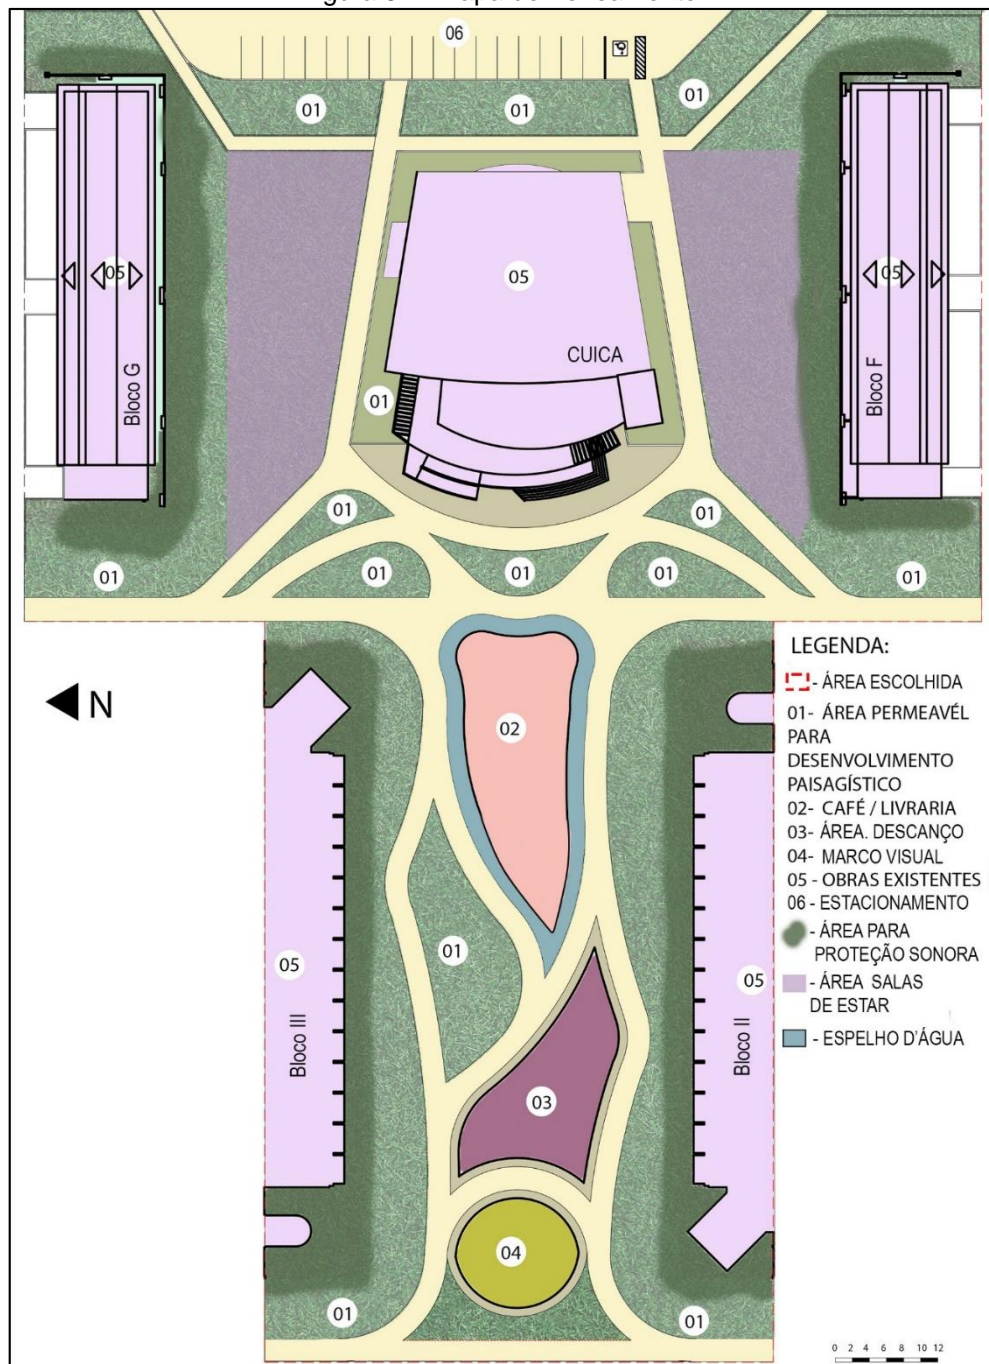 06
01
01
01
05
05
05
CUICA
Bloco G
Bloco F
01
01
01
01
01
01
01
01
LEGENDA:
- ÁREA ESCOLHIDA
01- ÁREA PERMEAVÉL
PARA
DESENVOLVIMENTO
PAISAGÍSTICO
02- CAFÉ / LIVRARIA
03- ÁREA. DESCANÇO
04- MARCO VISUAL
05 - OBRAS EXISTENTES
06 - ESTACIONAMENTO
- ÁREA PARA
PROTEÇÃO SONORA
- ÁREA SALAS
DE ESTAR
- ESPELHO D'ÁGUA
N
02
01
05
05
Bloco III
Bloco II
03
04
01
01
0 2 4 6 8 10 12